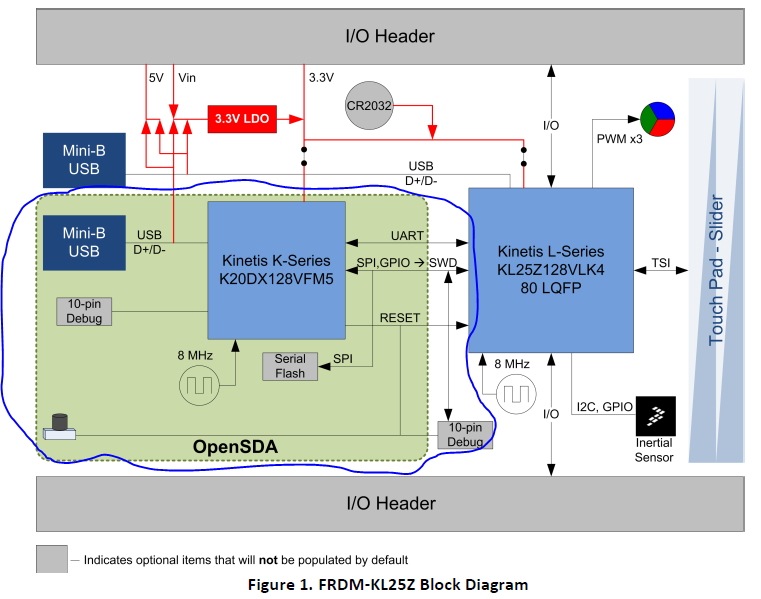 I/O Header
5V
Vin
3.3V
CR2032
3.3V LDO
I/O
PWM x3
Mini-B
USB
USB
D+/D-
Mini-B
USB
USB
D+/D-
Kinetis K-Series
K20DX128VFM5
UART
SPI,GPIO → SWD
RESET
Kinetis L-Series
KL25Z128VLK4
80 LQFP
TSI
Touch Pad - Slider
10-pin
Debug
8 MHz
Serial
Flash
SPI
8 MHz
I/O
I2C, GPIO
Inertial
Sensor
10-pin
Debug
OpenSDA
I/O Header
— Indicates optional items that will not be populated by default
Figure 1. FRDM-KL25Z Block Diagram